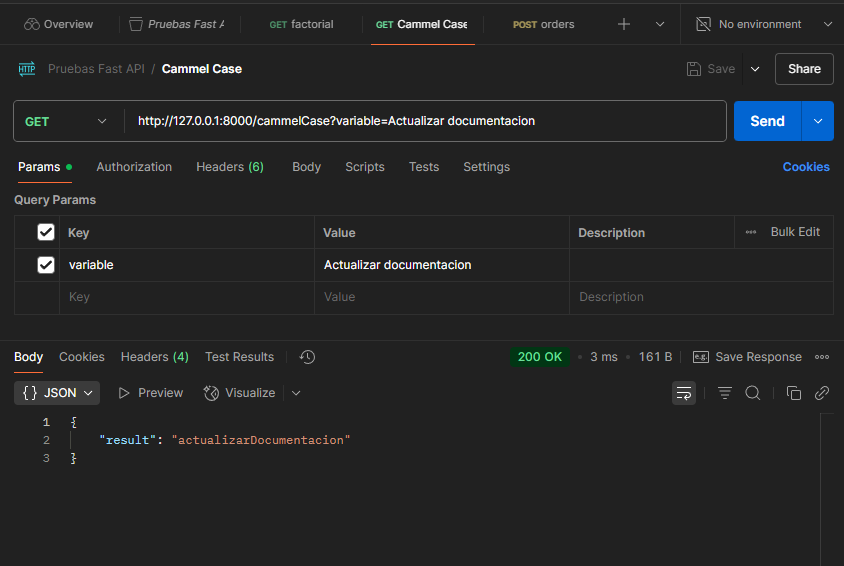 Overview Pruebas Fast A GET factorial GET Cammel Case POST orders No environment
HTTP Pruebas Fast API / Cammel Case Save Share
GET http://127.0.0.1:8000/cammelCase?variable=Actualizar documentacion Send
Params Authorization Headers (6) Body Scripts Tests Settings Cookies
Query Params
Key Value Description Bulk Edit
variable Actualizar documentacion
Key Value Description
Body Cookies Headers (4) Test Results 200 OK 3 ms 161 B e.g. Save Response
{} JSON Preview Visualize
1 {
2 "result": "actualizarDocumentacion"
3 }